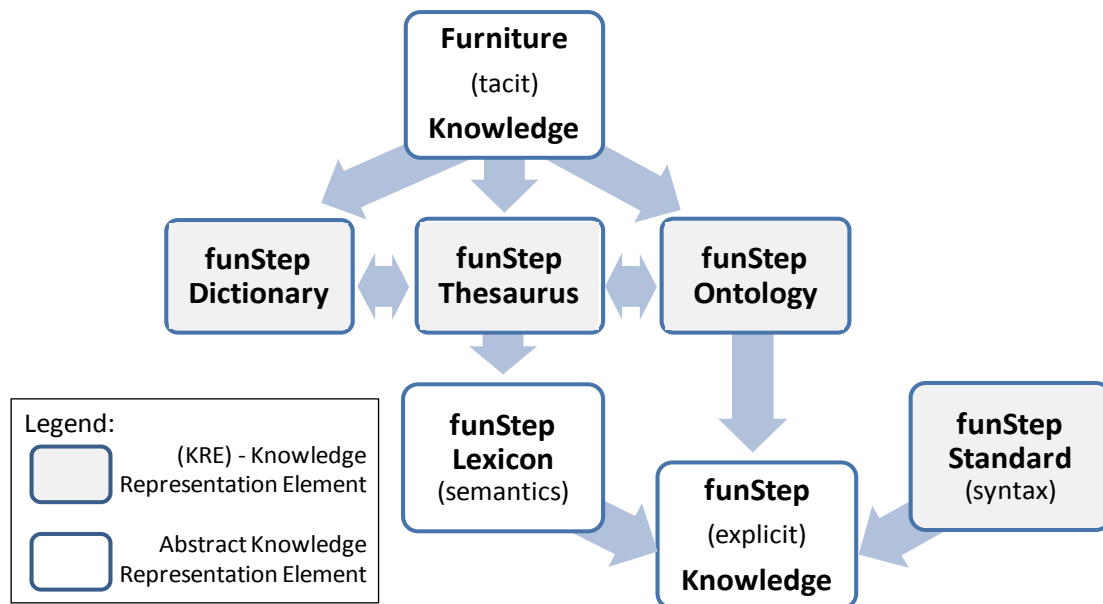 Furniture
(tacit)
Knowledge
funStep
Dictionary
funStep
Thesaurus
funStep
Ontology
funStep
Lexicon
(semantics)
funStep
(explicit)
Knowledge
funStep
Standard
(syntax)
Legend:
(KRE) - Knowledge
Representation Element
Abstract Knowledge
Representation Element